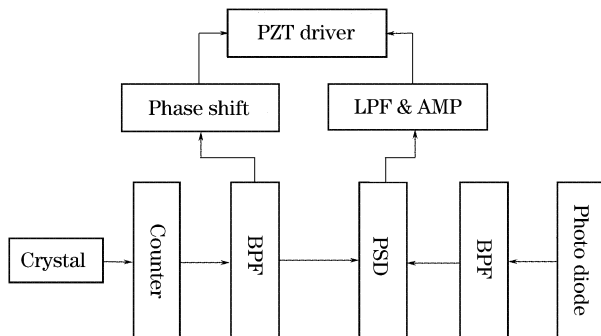 PZT driver
Phase shift
LPF & AMP
Crystal
Counter
BPF
PSD
BPF
Photo diode